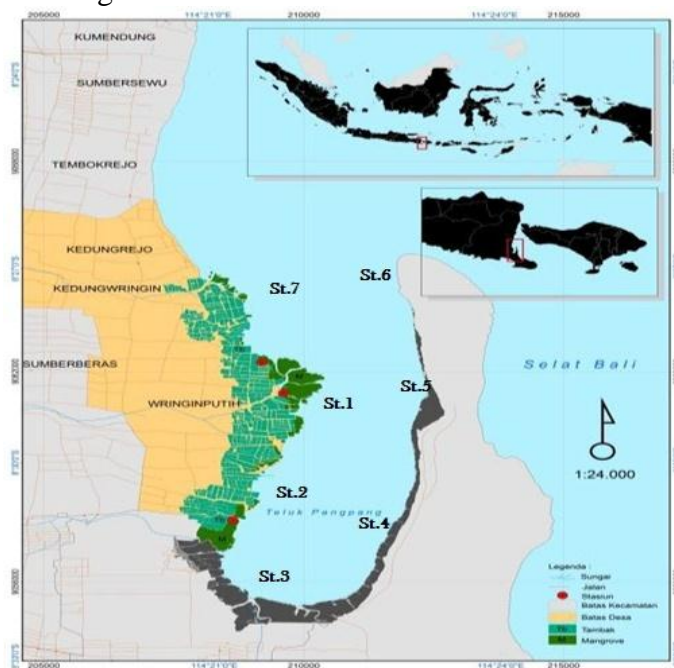 205000
114°21'0"E
210000
114°24'0"E
215000
KUMENDUNG
SUMBERSEWU
TEMBOKREJO
KEDUNGREJO
KEDUNGWRINGIN
SUMBERBERAS
WRINGINPUTIH
St.7
St.6
St.5
St.1
St.2
St.4
St.3
Teluk Pangpang
Selat Bali
1:24.000
M
Tb
M
Legenda :
Sungai
Jalan
Stasiun
Batas Kecamatan
Batas Desa
Tb Tambak
M Mangrove
205000
114°21'0"E
210000
114°24'0"E
215000